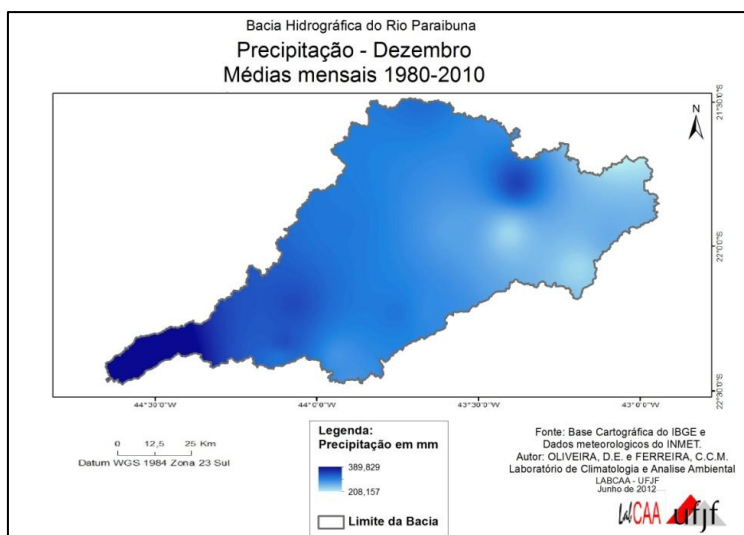 Bacia Hidrográfica do Rio Paraibuna
Precipitação - Dezembro
Médias mensais 1980-2010
N
21°30'0"S
22°0'0"S
22°30'0"S
44°30'0"W
44°0'0"W
43°30'0"W
43°0'0"W
0 12,5 25 Km
Datum WGS 1984 Zona 23 Sul
Legenda:
Precipitação em mm
389,829
208,157
Limite da Bacia
Fonte: Base Cartográfica do IBGE e
Dados meteorologicos do INMET.
Autor: OLIVEIRA, D.E. e FERREIRA, C.C.M.
Laboratório de Climatologia e Analise Ambiental
LABCAA - UFJF
Junho de 2012
LabCAA ufjf